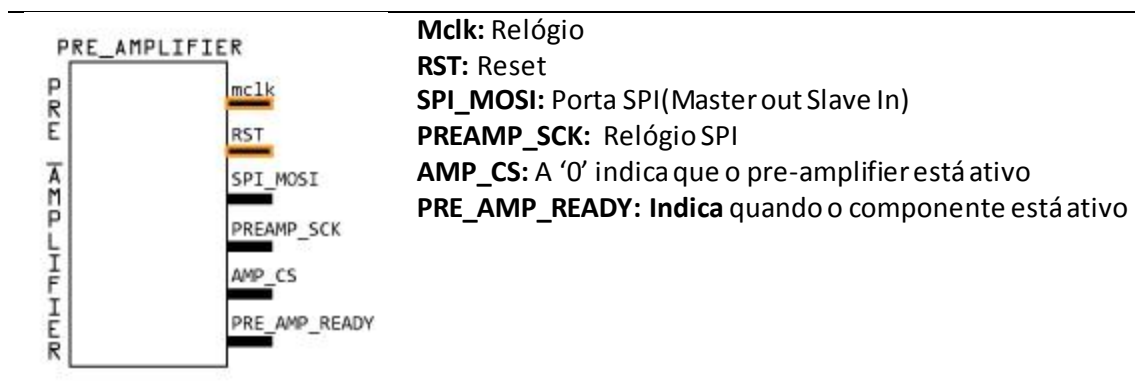 PRE_AMPLIFIER
PRE_AMPLIFIER
mclk
RST
SPI_MOSI
PREAMP_SCK
AMP_CS
PRE_AMP_READY
Mclk: Relógio
RST: Reset
SPI_MOSI: Porta SPI(Master out Slave In)
PREAMP_SCK: Relógio SPI
AMP_CS: A ‘0’ indica que o pre-amplifier está ativo
PRE_AMP_READY: Indica quando o componente está ativo